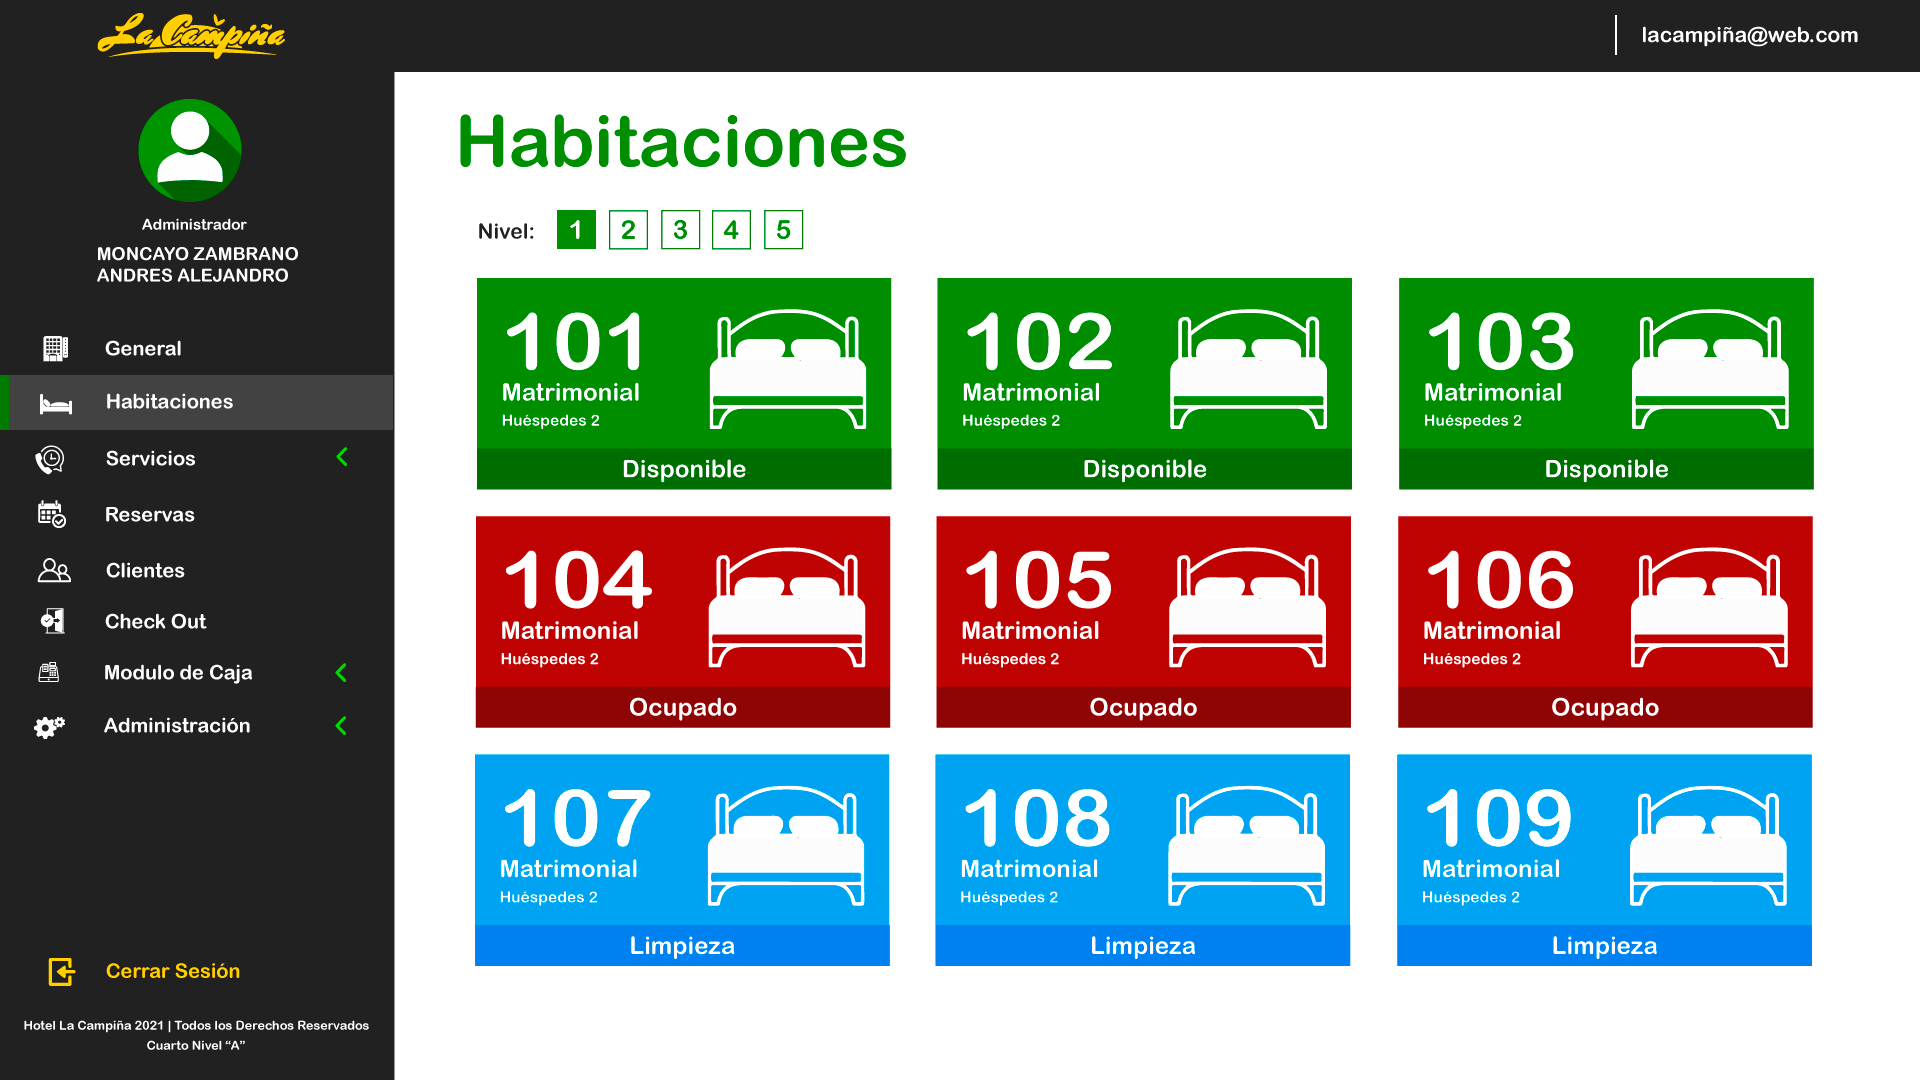 La Campiña
lacampiña@web.com
Administrador
MONCAYO ZAMBRANO
ANDRES ALEJANDRO
General
Habitaciones
Servicios
Reservas
Clientes
Check Out
Modulo de Caja
Administración
Cerrar Sesión
Hotel La Campiña 2021 | Todos los Derechos Reservados
Cuarto Nivel “A”
Habitaciones
Nivel: 1 2 3 4 5
101
Matrimonial
Huéspedes 2
Disponible
102
Matrimonial
Huéspedes 2
Disponible
103
Matrimonial
Huéspedes 2
Disponible
104
Matrimonial
Huéspedes 2
Ocupado
105
Matrimonial
Huéspedes 2
Ocupado
106
Matrimonial
Huéspedes 2
Ocupado
107
Matrimonial
Huéspedes 2
Limpieza
108
Matrimonial
Huéspedes 2
Limpieza
109
Matrimonial
Huéspedes 2
Limpieza